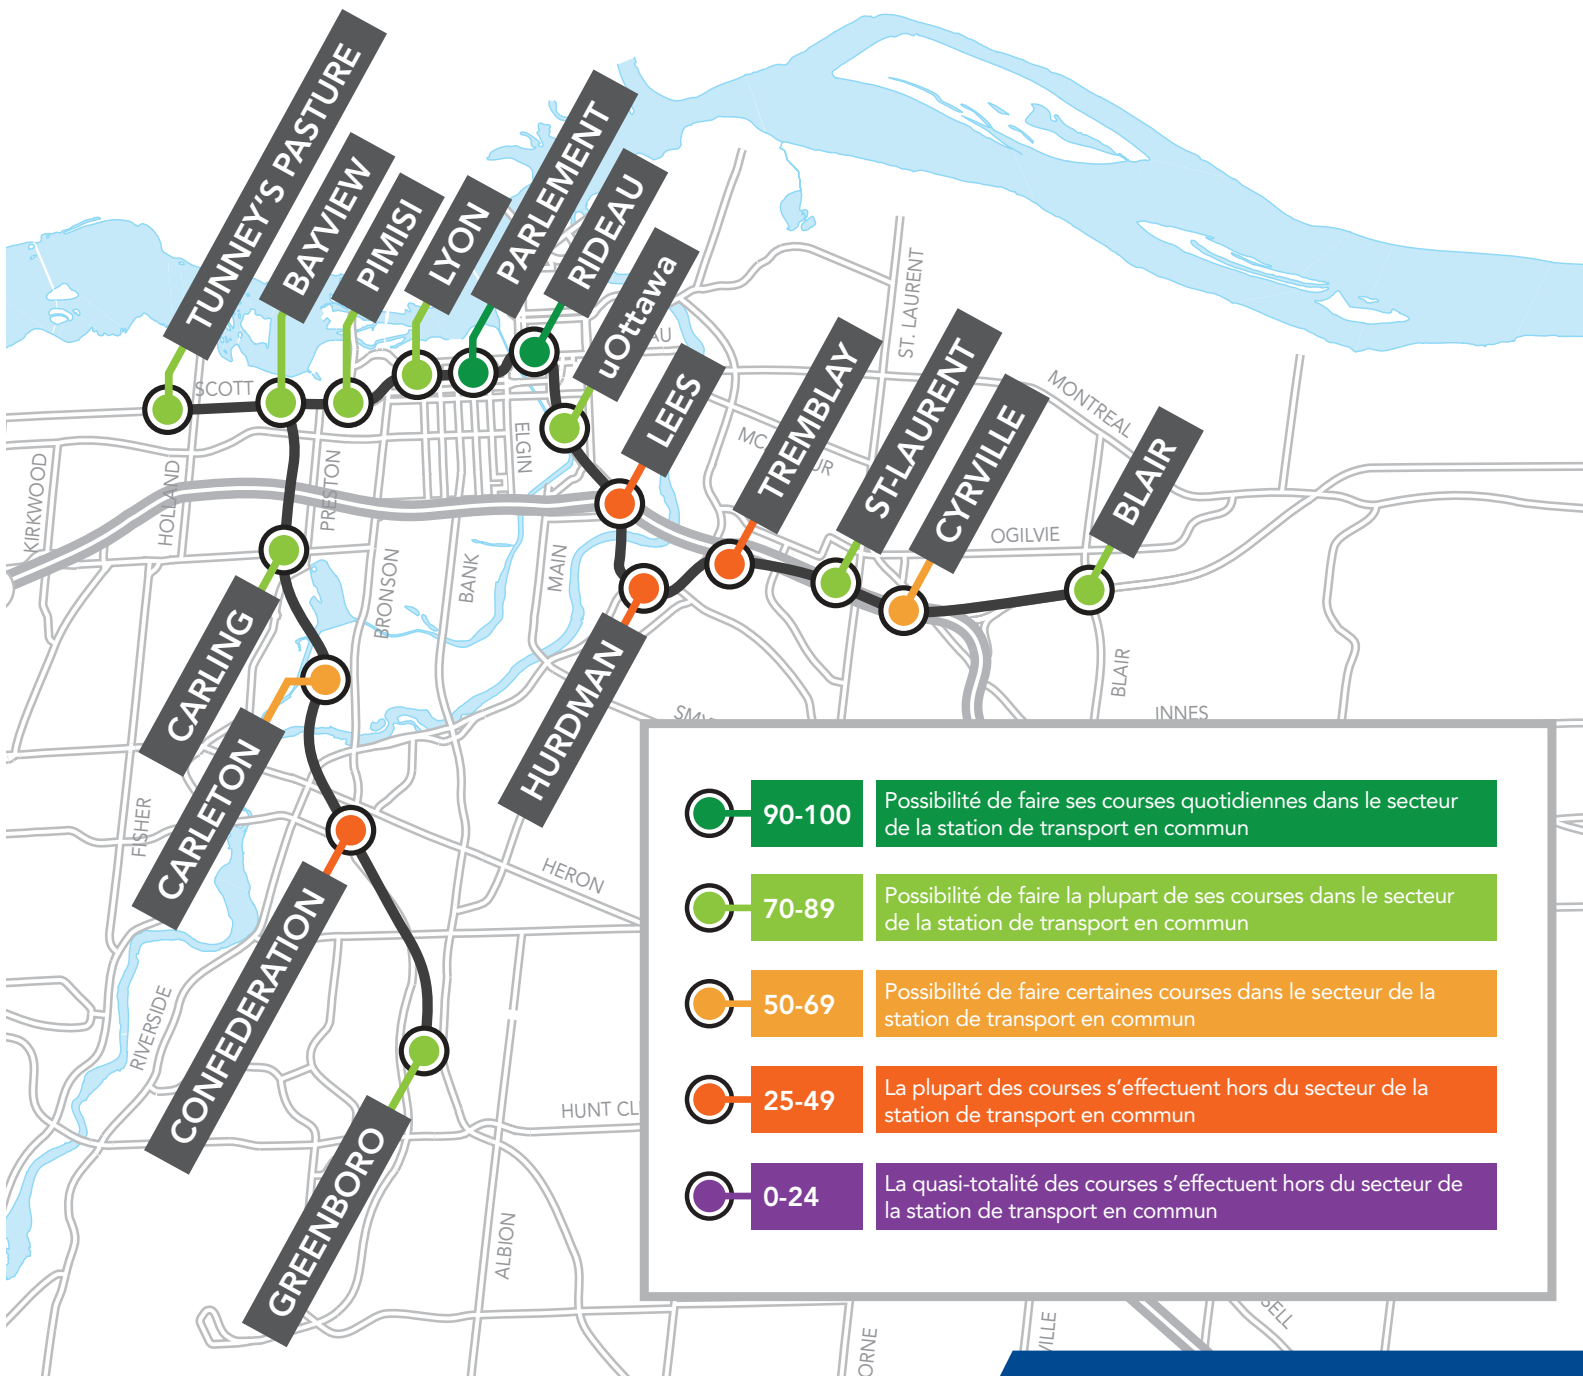 TUNNEY'S PASTURE
BAYVIEW
PIMISI
LYON
PARLEMENT
RIDEAU
uOttawa
LEES
TREMBLAY
ST-LAURENT
CYRVILLE
BLAIR
CARLING
CARLETON
CONFEDERATION
GREENBORO
HURDMAN
SCOTT
KIRKWOOD
HOLLAND
PRESTON
BRONSON
BANK
ELGIN
MAIN
ST. LAURENT
MONTREAL
OGILVIE
BLAIR
INNES
FISHER
RIVERSIDE
HERON
ALBION
90-100
Possibilité de faire ses courses quotidiennes dans le secteur
de la station de transport en commun
70-89
Possibilité de faire la plupart de ses courses dans le secteur
de la station de transport en commun
50-69
Possibilité de faire certaines courses dans le secteur de la
station de transport en commun
25-49
La plupart des courses s'effectuent hors du secteur de la
station de transport en commun
0-24
La quasi-totalité des courses s'effectuent hors du secteur de
la station de transport en commun
HUNT CL